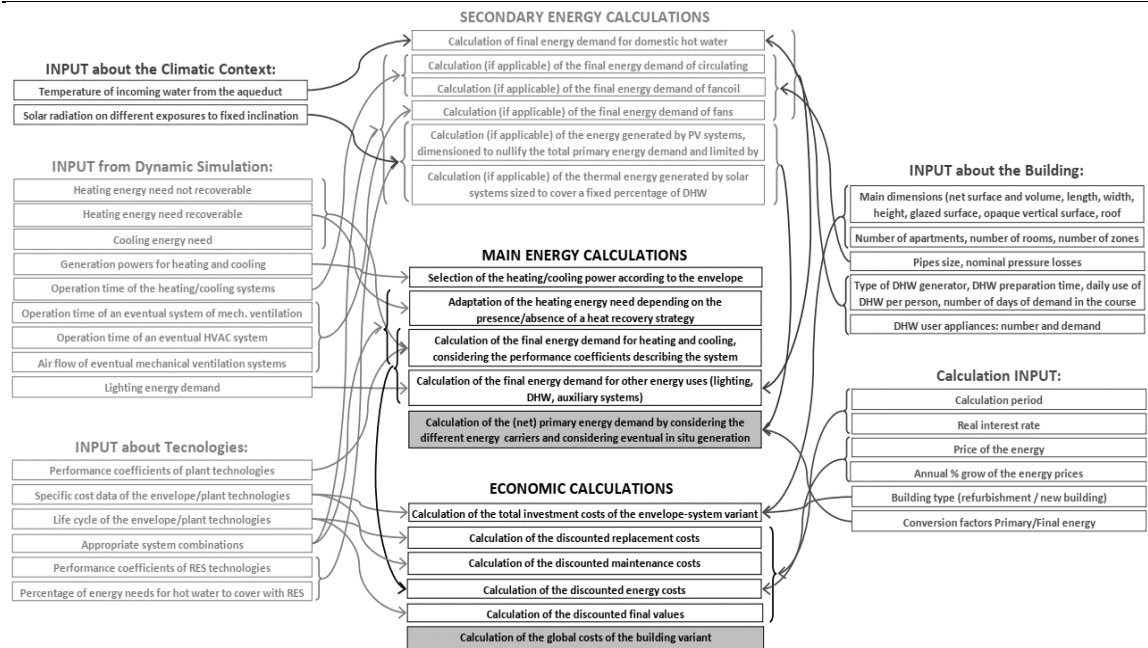 SECONDARY ENERGY CALCULATIONS
Calculation of final energy demand for domestic hot water
Calculation (if applicable) of the final energy demand of circulating
Calculation (if applicable) of the final energy demand of fancoil
Calculation (if applicable) of the final energy demand of fans
Calculation (if applicable) of the energy generated by PV systems,
dimensioned to nullify the total primary energy demand and limited by
Calculation (if applicable) of the thermal energy generated by solar
systems sized to cover a fixed percentage of DHW
INPUT about the Climatic Context:
Temperature of incoming water from the aqueduct
Solar radiation on different exposures to fixed inclination
INPUT from Dynamic Simulation:
Heating energy need not recoverable
Heating energy need recoverable
Cooling energy need
Generation powers for heating and cooling
Operation time of the heating/cooling systems
Operation time of an eventual system of mech. ventilation
Operation time of an eventual HVAC system
Air flow of eventual mechanical ventilation systems
Lighting energy demand
INPUT about Tecnologies:
Performance coefficients of plant technologies
Specific cost data of the envelope/plant technologies
Life cycle of the envelope/plant technologies
Appropriate system combinations
Performance coefficients of RES technologies
Percentage of energy needs for hot water to cover with RES
MAIN ENERGY CALCULATIONS
Selection of the heating/cooling power according to the envelope
Adaptation of the heating energy need depending on the
presence/absence of a heat recovery strategy
Calculation of the final energy demand for heating and cooling,
considering the performance coefficients describing the system
Calculation of the final energy demand for other energy uses (lighting,
DHW, auxiliary systems)
Calculation of the (net) primary energy demand by considering the
different energy carriers and considering eventual in situ generation
ECONOMIC CALCULATIONS
Calculation of the total investment costs of the envelope-system variant
Calculation of the discounted replacement costs
Calculation of the discounted maintenance costs
Calculation of the discounted energy costs
Calculation of the discounted final values
Calculation of the global costs of the building variant
INPUT about the Building:
Main dimensions (net surface and volume, length, width,
height, glazed surface, opaque vertical surface, roof
Number of apartments, number of rooms, number of zones
Pipes size, nominal pressure losses
Type of DHW generator, DHW preparation time, daily use of
DHW per person, number of days of demand in the course
DHW user appliances: number and demand
Calculation INPUT:
Calculation period
Real interest rate
Price of the energy
Annual % grow of the energy prices
Building type (refurbishment / new building)
Conversion factors Primary/Final energy